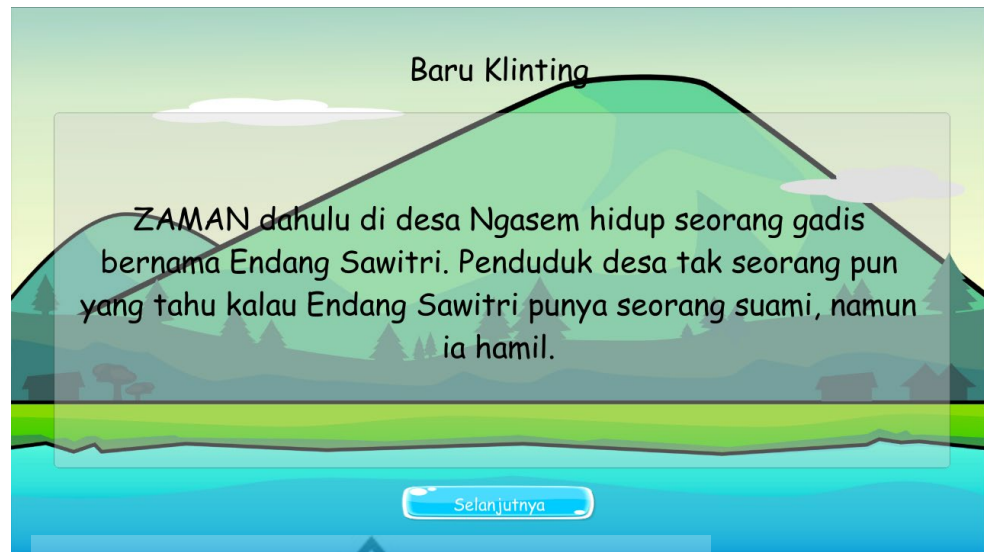 Baru Klinting
ZAMAN dahulu di desa Ngasem hidup seorang gadis
bernama Endang Sawitri. Penduduk desa tak seorang pun
yang tahu kalau Endang Sawitri punya seorang suami, namun
ia hamil.
Selanjutnya